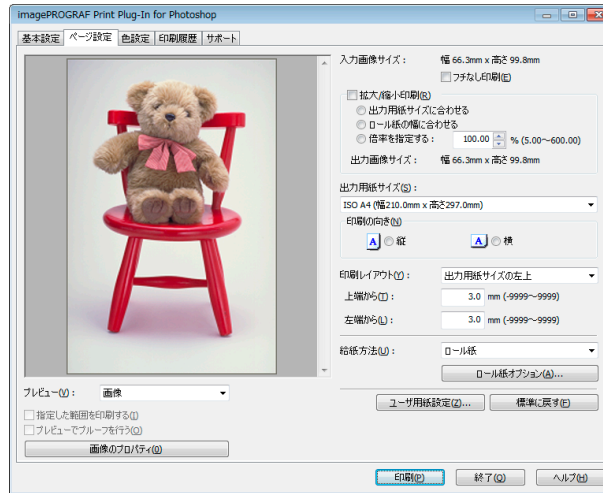 imagePROGRAF Print Plug-In for Photoshop
基本設定 ページ設定 色設定 印刷履歴 サポート
入力画像サイズ： 幅 66.3mm x 高さ 99.8mm
フチなし印刷(E)
拡大/縮小印刷(R)
出力用紙サイズに合わせる
ロール紙の幅に合わせる
倍率を指定する： 100.00 % (5.00～600.00)
出力画像サイズ： 幅 66.3mm x 高さ 99.8mm
出力用紙サイズ(S)：
ISO A4 (幅210.0mm x 高さ297.0mm)
印刷の向き(N)
A 縦 A 横
印刷レイアウト(Y)： 出力用紙サイズの左上
上端から(T)： 3.0 mm (-9999～9999)
左端から(L)： 3.0 mm (-9999～9999)
給紙方法(U)： ロール紙
ロール紙オプション(A)...
プレビュー(V)： 画像
ユーザ用紙設定(Z)... 標準に戻す(F)
指定した範囲を印刷する(I)
プレビューでプルーフを行う(O)
画像のプロパティ(0)
印刷(P) 終了(Q) ヘルプ(H)